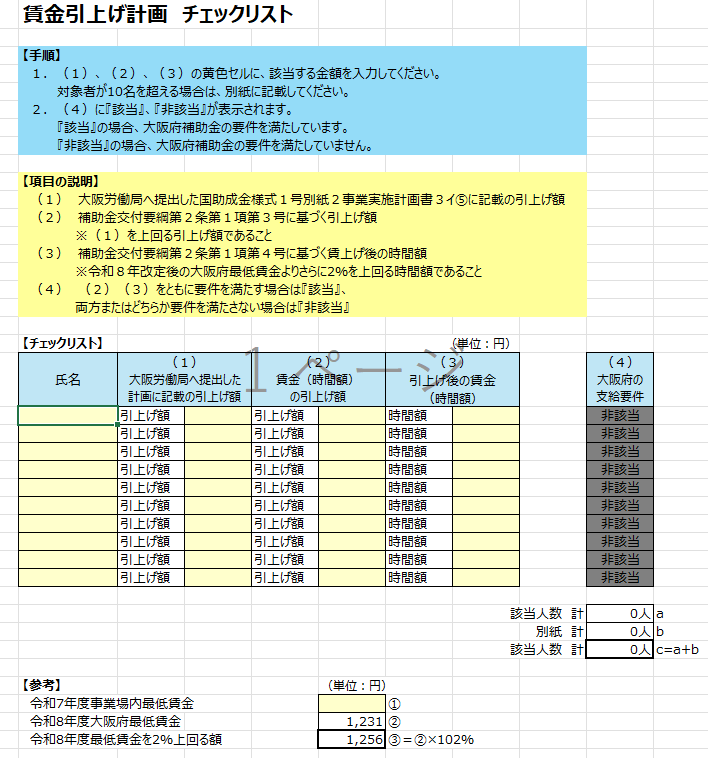 賃金引上げ計画　チェックリスト
【手順】
１．（１）、（２）、（３）の黄色セルに、該当する金額を入力してください。
対象者が10名を超える場合は、別紙に記載してください。
２．（４）に『該当』、『非該当』が表示されます。
『該当』の場合、大阪府補助金の要件を満たしています。
『非該当』の場合、大阪府補助金の要件を満たしていません。
【項目の説明】
（１）　大阪労働局へ提出した国助成金様式１号別紙２事業実施計画書３イ⑤に記載の引上げ額
（２）　補助金交付要綱第２条第１項第３号に基づく引上げ額
※（１）を上回る引上げ額であること
（３）　補助金交付要綱第２条第１項第４号に基づく賃上げ後の時間額
※令和８年改定後の大阪府最低賃金よりさらに2%を上回る時間額であること
（４）　（２）（３）をともに要件を満たす場合は『該当』、
両方またはどちらか要件を満たさない場合は『非該当』
【チェックリスト】　（単位：円）
1 ページ
氏名　（１）　（２）　（３）　（４）
大阪労働局へ提出した　賃金（時間額）　引上げ後の賃金　大阪府の
計画に記載の引上げ額　の引上げ額　（時間額）　支給要件
引上げ額　引上げ額　時間額　非該当
引上げ額　引上げ額　時間額　非該当
引上げ額　引上げ額　時間額　非該当
引上げ額　引上げ額　時間額　非該当
引上げ額　引上げ額　時間額　非該当
引上げ額　引上げ額　時間額　非該当
引上げ額　引上げ額　時間額　非該当
引上げ額　引上げ額　時間額　非該当
引上げ額　引上げ額　時間額　非該当
引上げ額　引上げ額　時間額　非該当
該当人数　計　0人　a
別紙　計　0人　b
該当人数　計　0人　c=a+b
【参考】　（単位：円）
令和7年度事業場内最低賃金　①
令和8年度大阪府最低賃金　1,231　②
令和8年度最低賃金を2%上回る額　1,256　③＝②×102%